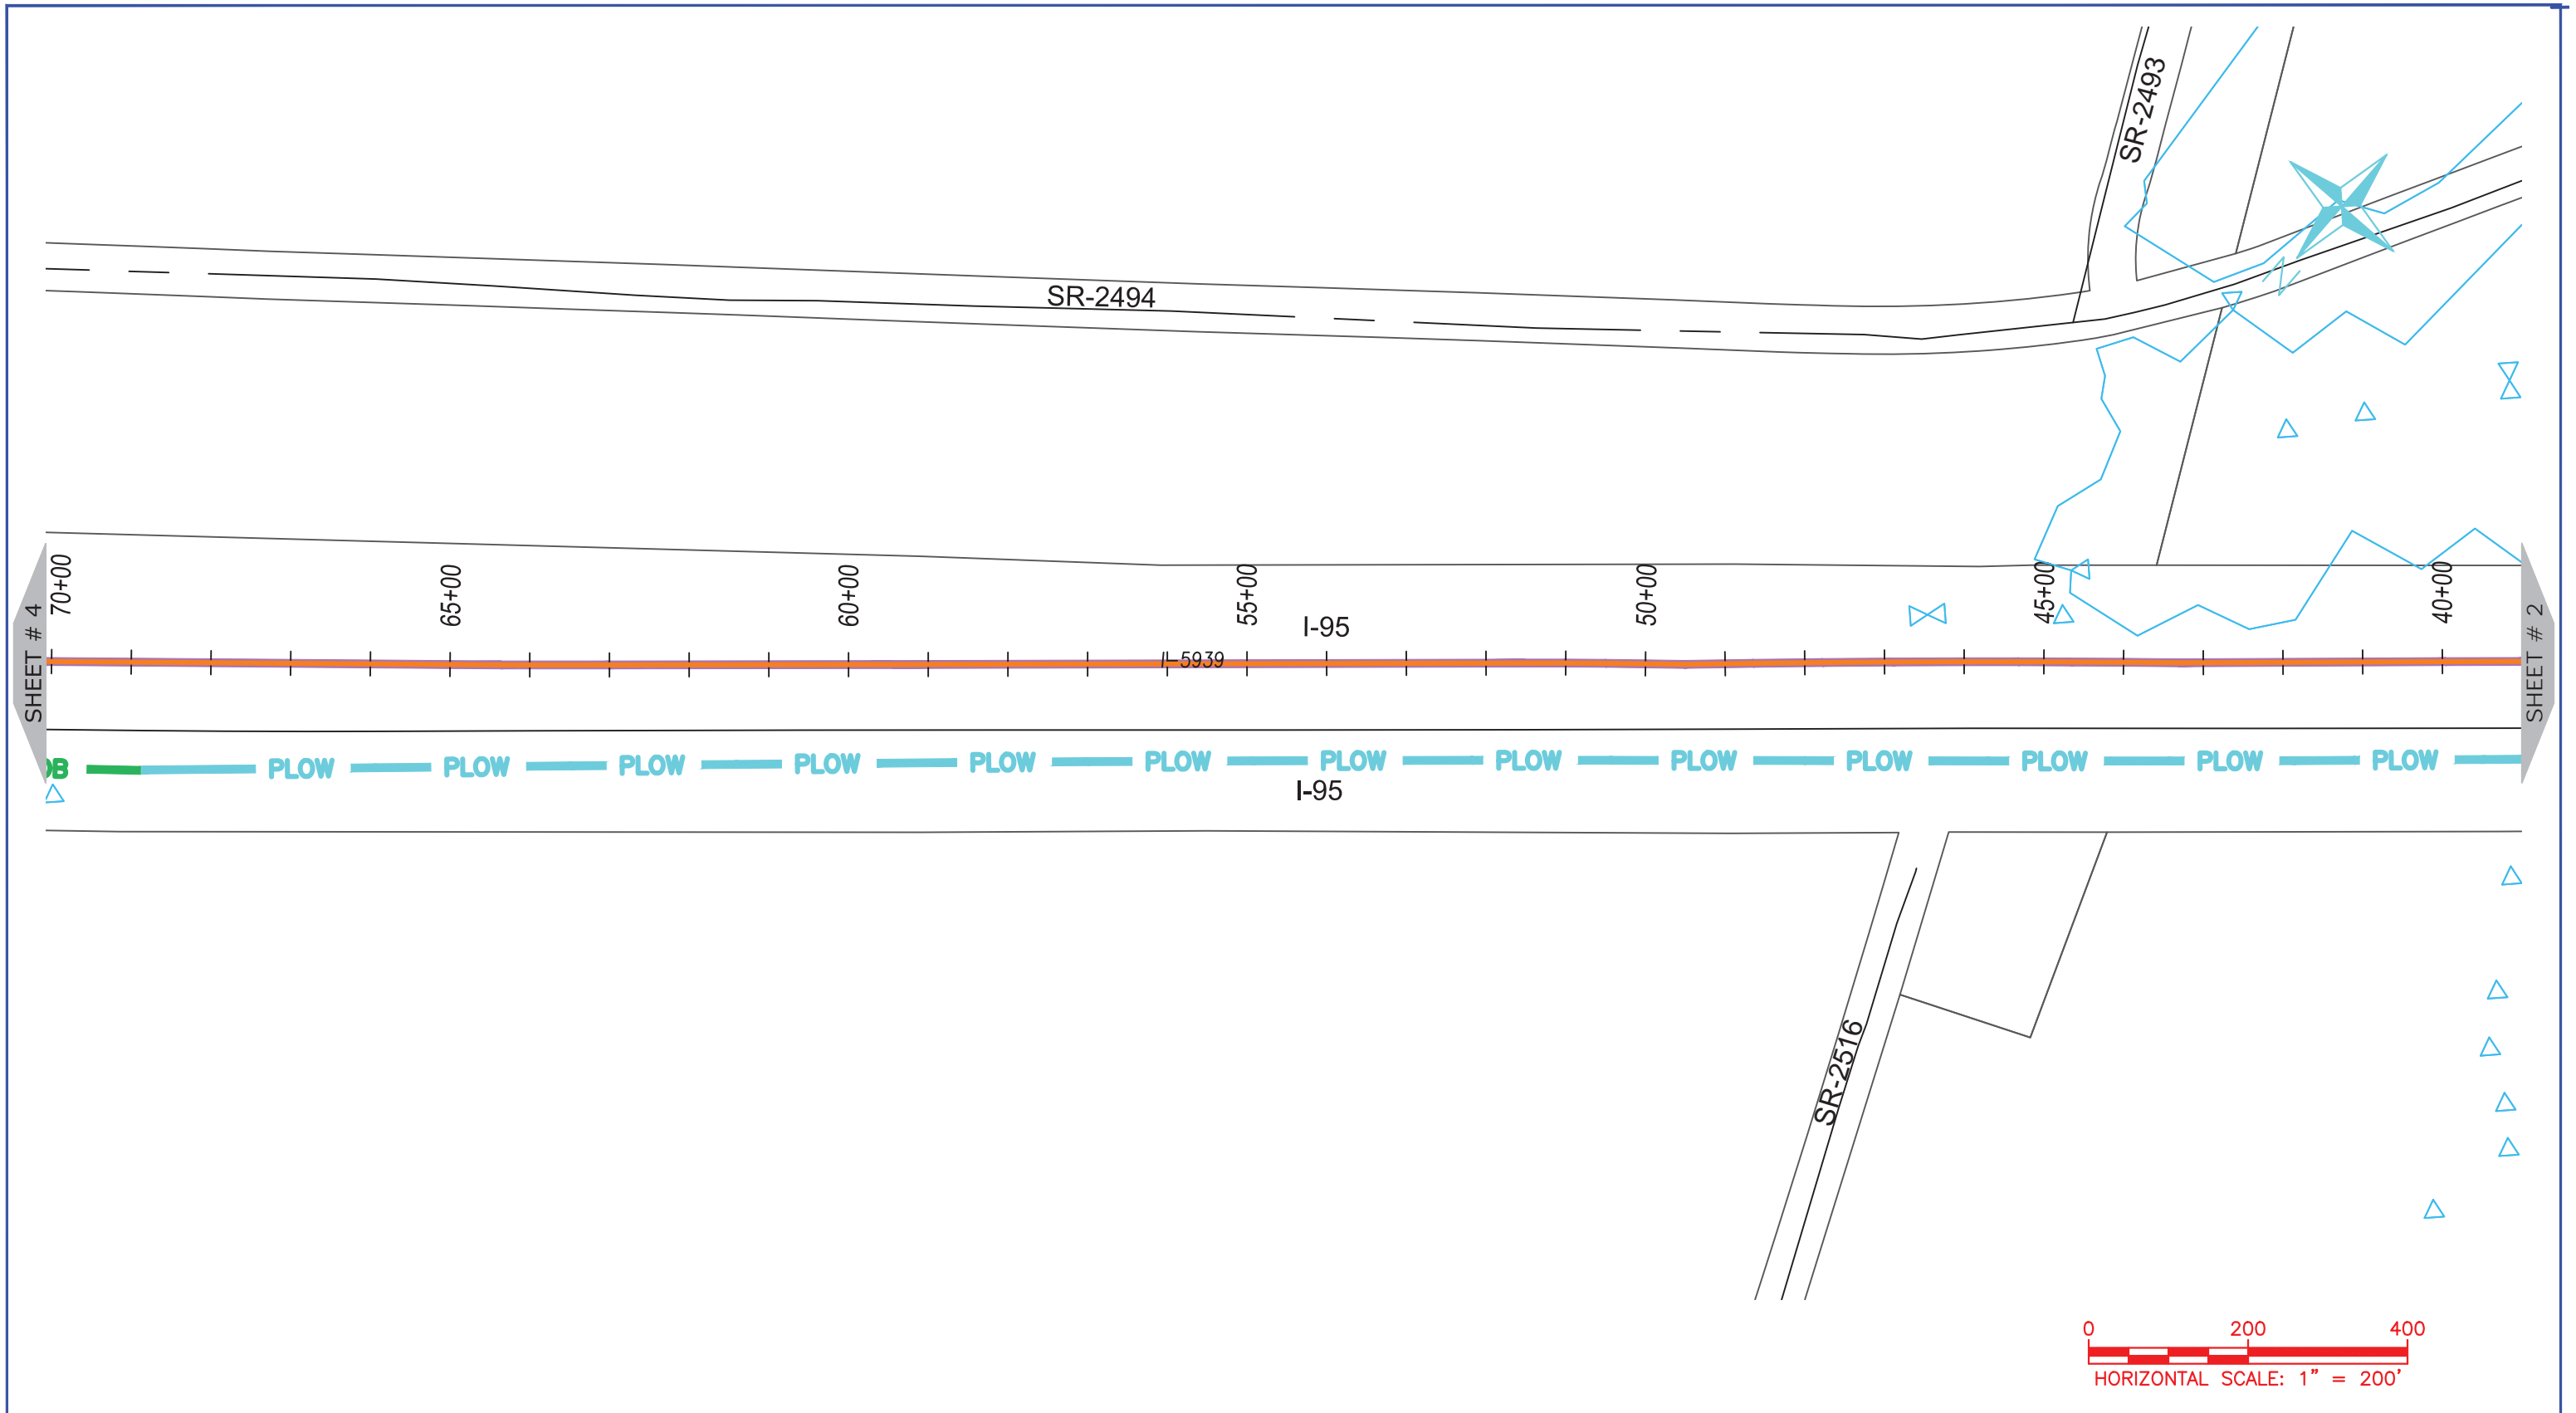 SR-2493
N
SR-2494
SHEET # 4
70+00
65+00
60+00
55+00
50+00
45+00
40+00
SHEET # 2
I-95
I-5939
PLOW PLOW PLOW PLOW PLOW PLOW PLOW PLOW PLOW PLOW PLOW PLOW PLOW
I-95
SR-2516
0 200 400
HORIZONTAL SCALE: 1" = 200'